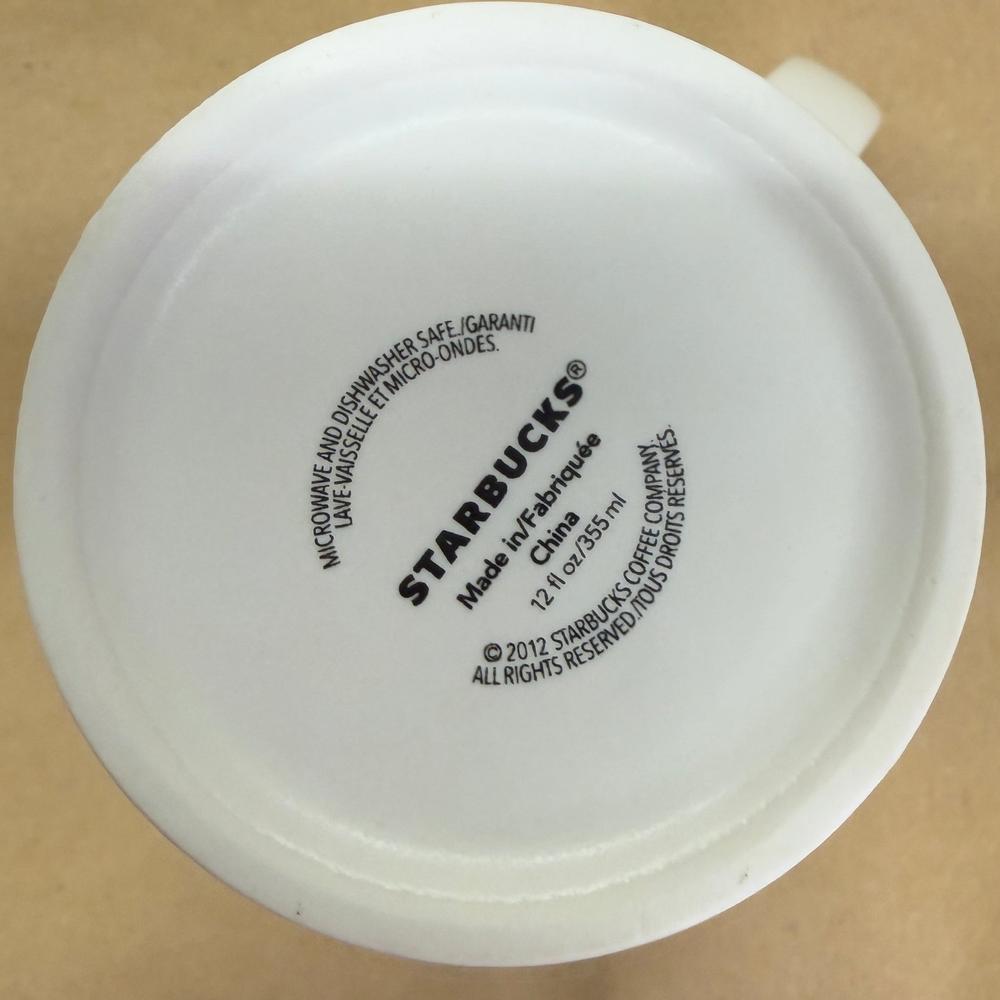 MICROWAVE AND DISHWASHER SAFE./GARANTI
LAVE-VAISSELLE ET MICRO-ONDES.
STARBUCKS®
Made in/Fabriquée
China
12 fl oz/355 ml
© 2012 STARBUCKS COFFEE COMPANY.
ALL RIGHTS RESERVED./TOUS DROITS RÉSERVÉS.